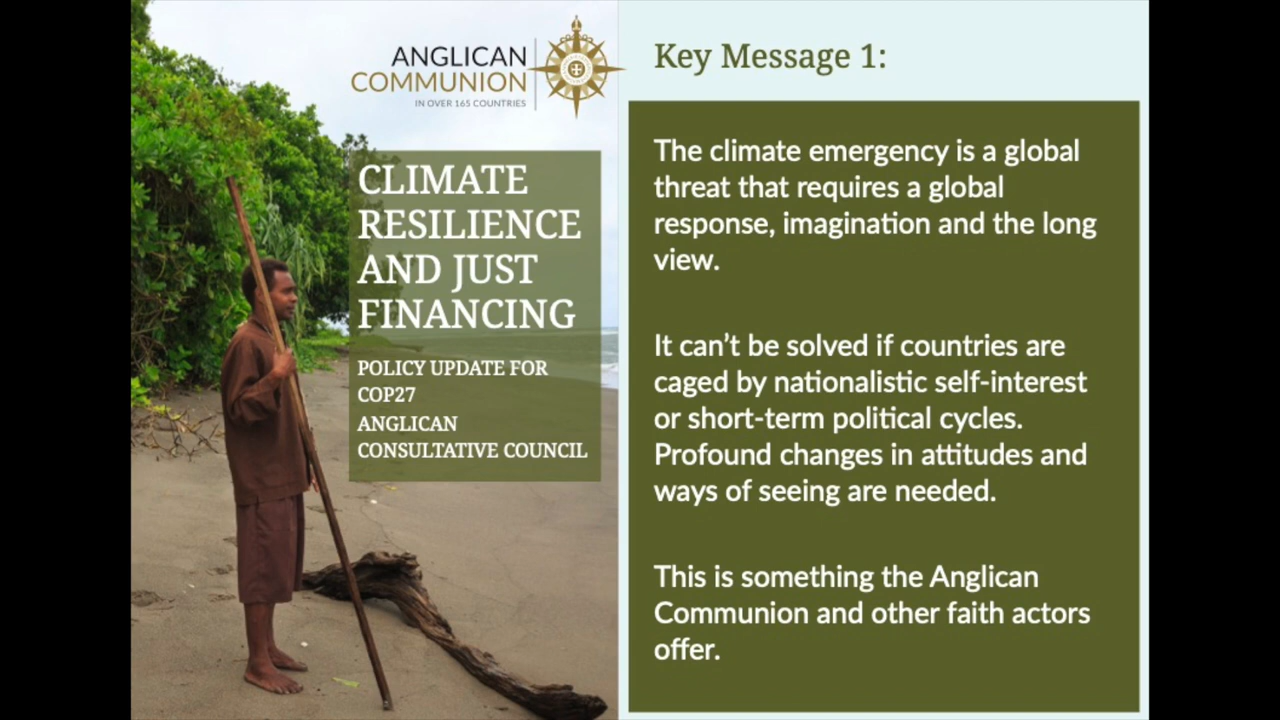 ANGLICAN
COMMUNION
IN OVER 165 COUNTRIES
CLIMATE
RESILIENCE
AND JUST
FINANCING
POLICY UPDATE FOR
COP27
ANGLICAN
CONSULTATIVE COUNCIL
Key Message 1:
The climate emergency is a global
threat that requires a global
response, imagination and the long
view.
It can’t be solved if countries are
caged by nationalistic self-interest
or short-term political cycles.
Profound changes in attitudes and
ways of seeing are needed.
This is something the Anglican
Communion and other faith actors
offer.